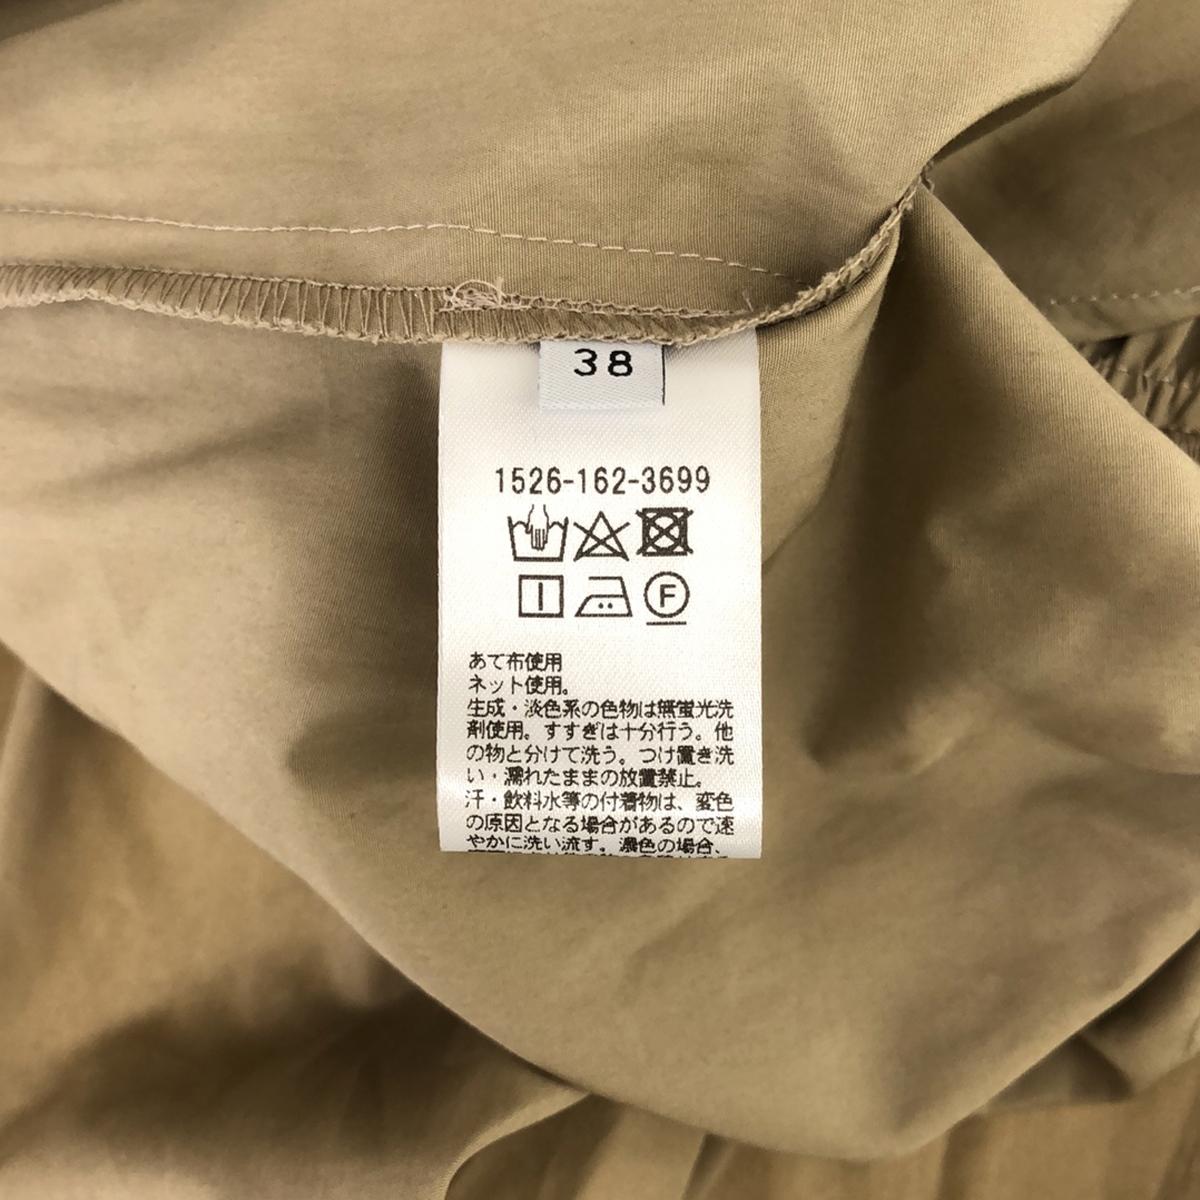 38
1526-162-3699
F
あて布使用
ネット使用。
生成・淡色系の色物は無蛍光洗
剤使用。すすぎは十分行う。他
の物と分けて洗う。つけ置き洗
い・濡れたままの放置禁止。
汗・飲料水等の付着物は、変色
の原因となる場合があるので速
やかに洗い流す。濃色の場合、